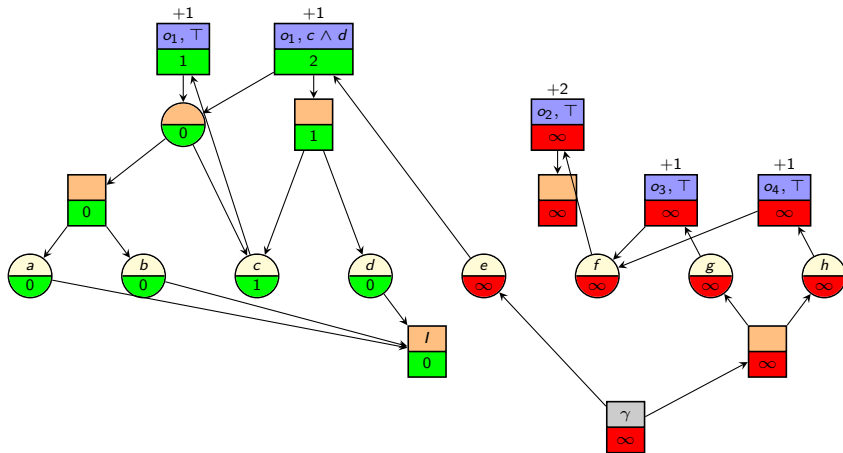 +1
+1
o₁, ⊤
o₁, c ∧ d
1
2
+2
o₂, ⊤
0
1
∞
+1
+1
o₃, ⊤
o₄, ⊤
0
∞
∞
∞
a
b
c
d
e
f
g
h
0
0
1
0
∞
∞
∞
∞
I
0
∞
γ
∞